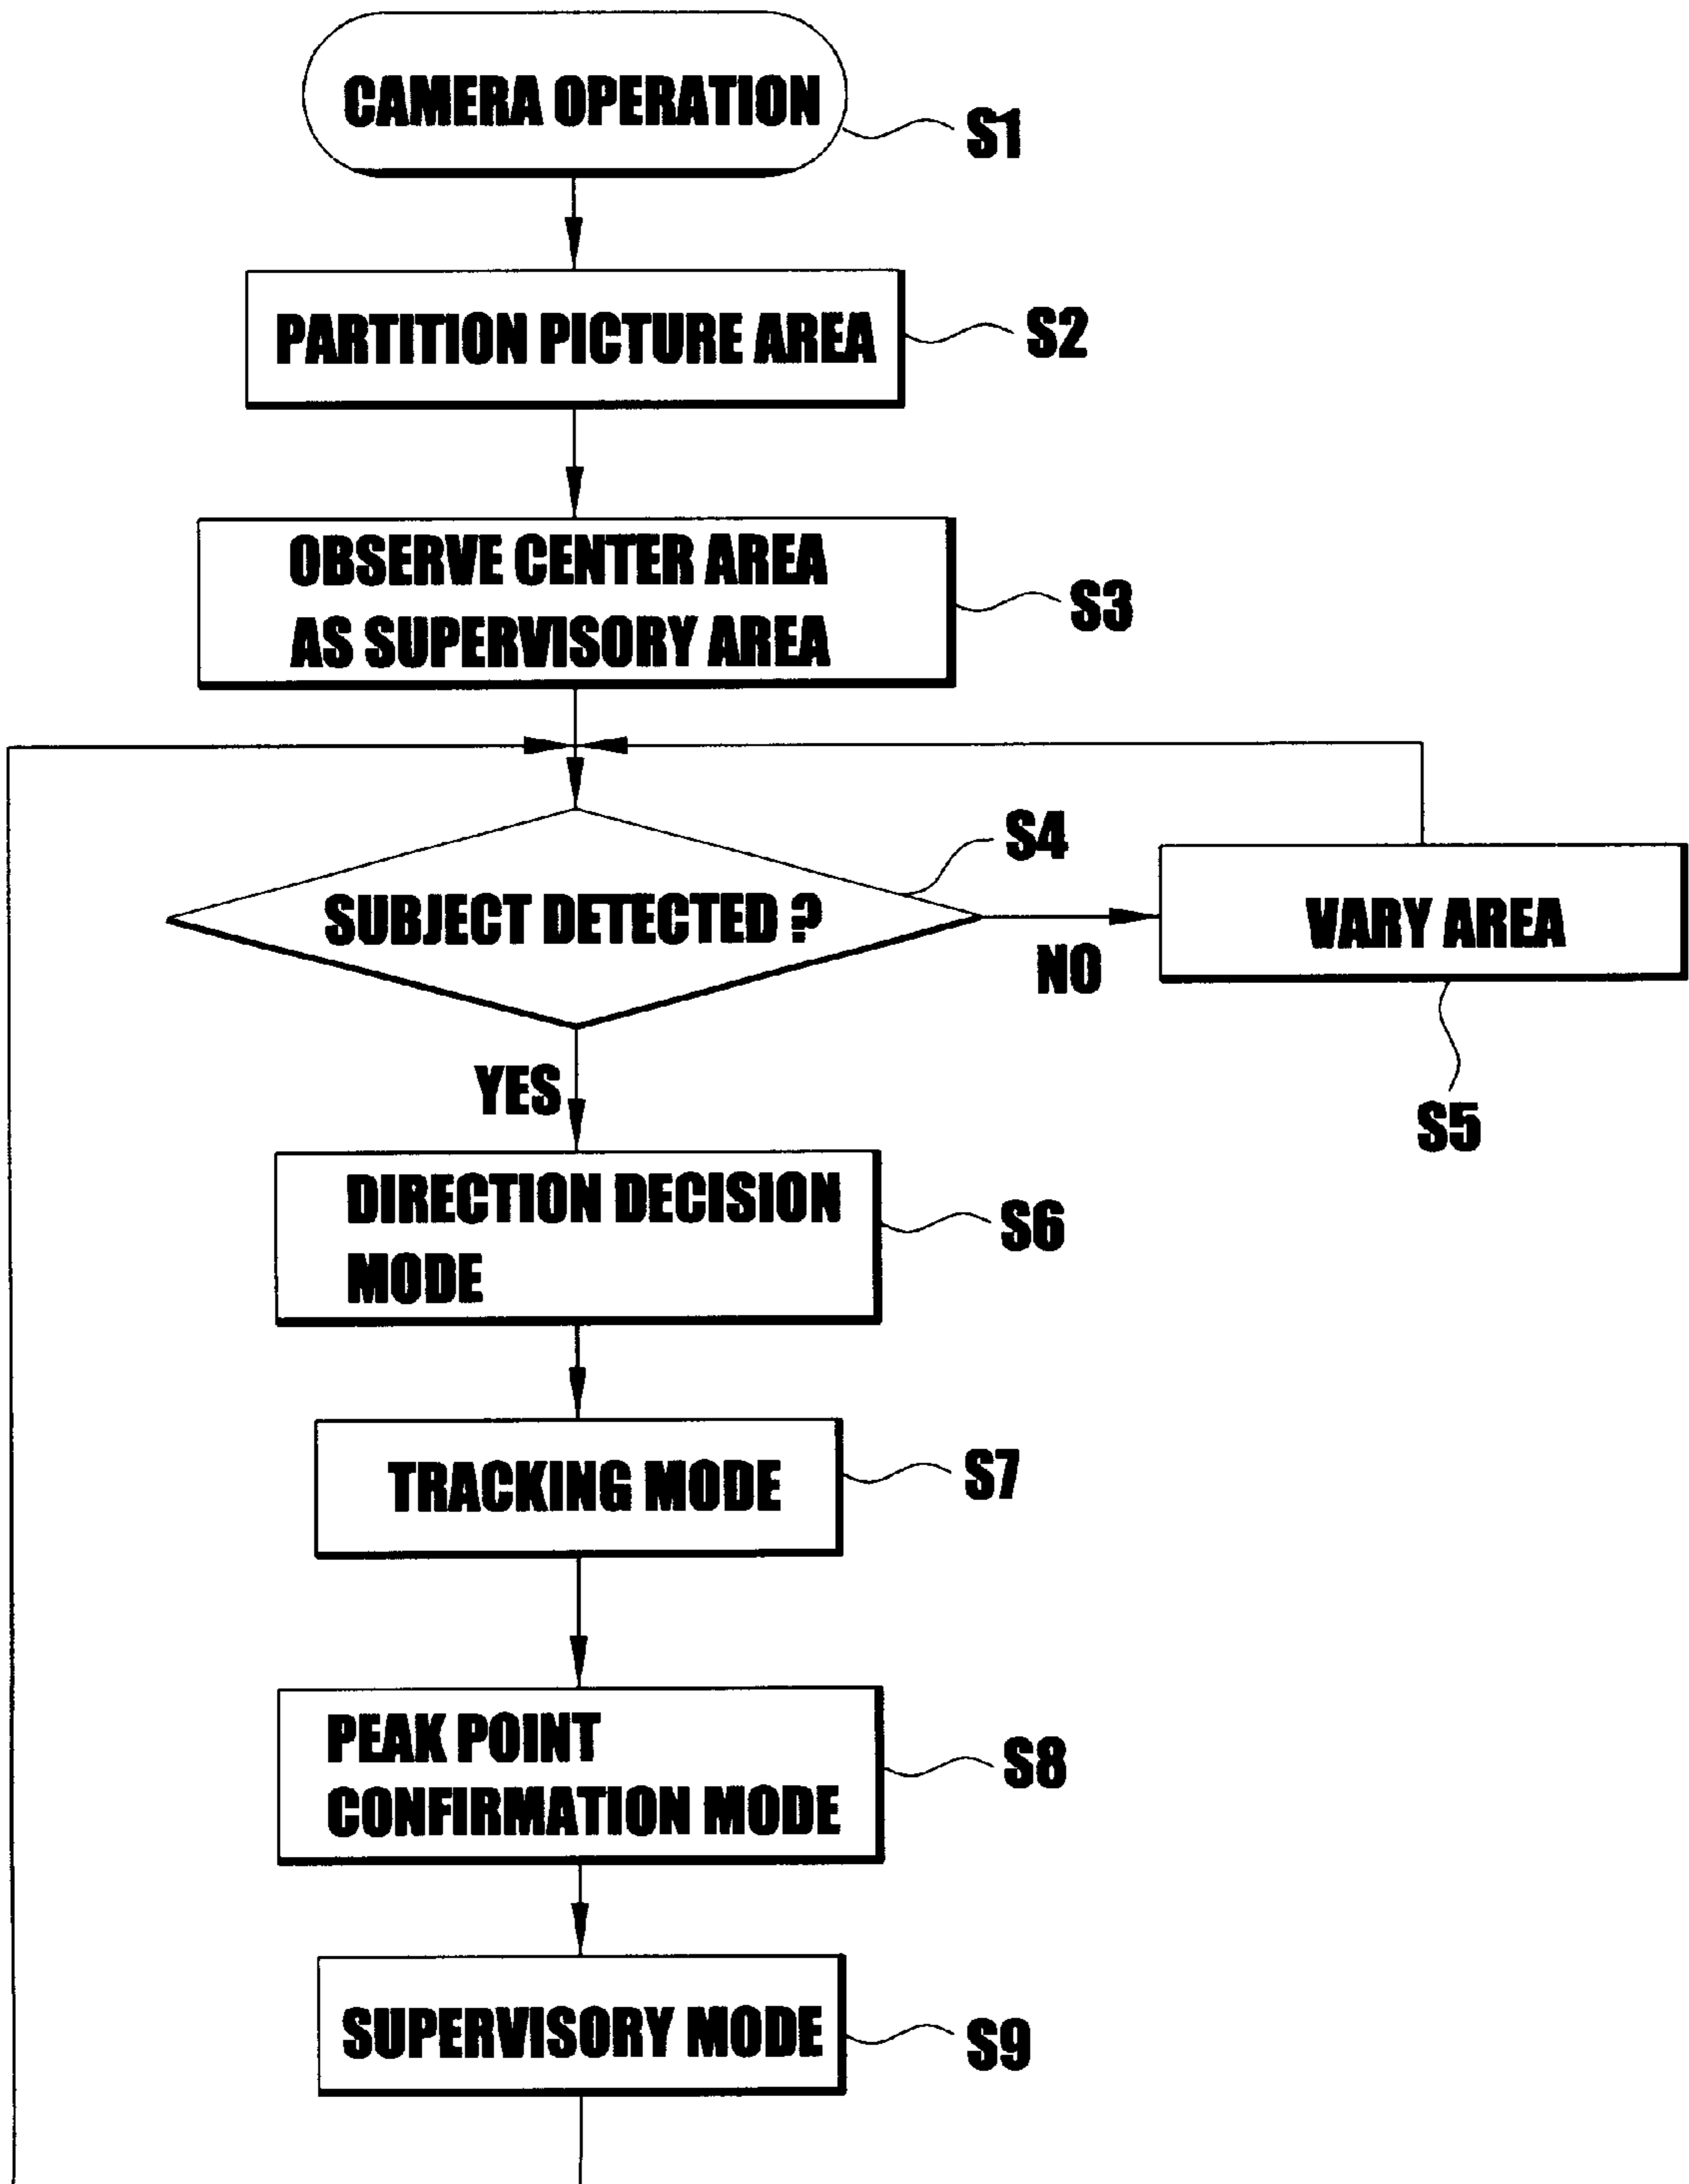 CAMERA OPERATION
S1
PARTITION PICTURE AREA
S2
OBSERVE CENTER AREA
AS SUPERVISORY AREA
S3
S4
SUBJECT DETECTED ?
NO
VARY AREA
S5
YES
DIRECTION DECISION
MODE
S6
TRACKING MODE
S7
PEAK POINT
CONFIRMATION MODE
S8
SUPERVISORY MODE
S9